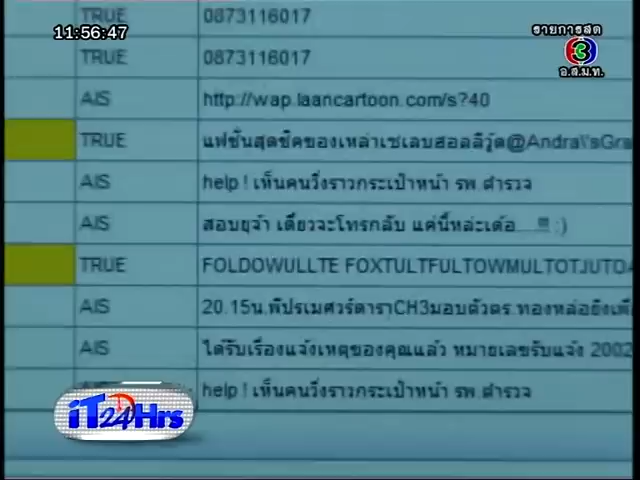 11:56:47
รายการสด
3
อ.ส.ม.ท.
TRUE 0873116017
TRUE 0873116017
AIS http://wap.laancartoon.com/s?40
TRUE แฟชั่นสุดชิคของเหล่าเซเลบฮอลลีวู้ด@Andra\'sGra
AIS help ! เห็นคนวิ่งราวกระเป๋าหน้า รพ.ตำรวจ
AIS สอบยุจ้า เดี๋ยวจะโทรกลับ แค่นี้หล่ะเด้อ....!!! :)
TRUE FOLDOWULLTE FOXTULTFULTOWMULTOTJUTDA
AIS 20.15น.พีปรเมศวร์ดาราCH3มอบตัวตร.ทองหล่อยิงเพื่
AIS ได้รับเรื่องแจ้งเหตุของคุณแล้ว หมายเลขรับแจ้ง 2002
AIS help ! เห็นคนวิ่งราวกระเป๋าหน้า รพ.ตำรวจ
iT24Hrs